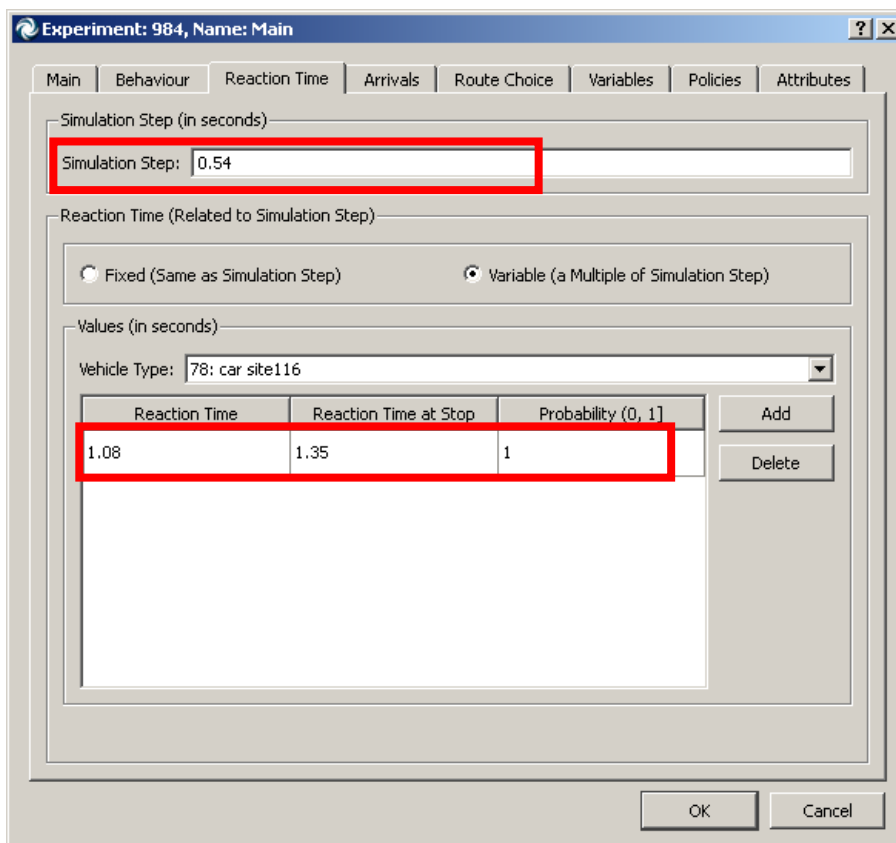 Experiment: 984, Name: Main
Main Behaviour Reaction Time Arrivals Route Choice Variables Policies Attributes
Simulation Step (in seconds)
Simulation Step: 0.54
Reaction Time (Related to Simulation Step)
Fixed (Same as Simulation Step) Variable (a Multiple of Simulation Step)
Values (in seconds)
Vehicle Type: 78: car site116
Reaction Time Reaction Time at Stop Probability (0, 1] Add
1.08 1.35 1
Delete
OK Cancel